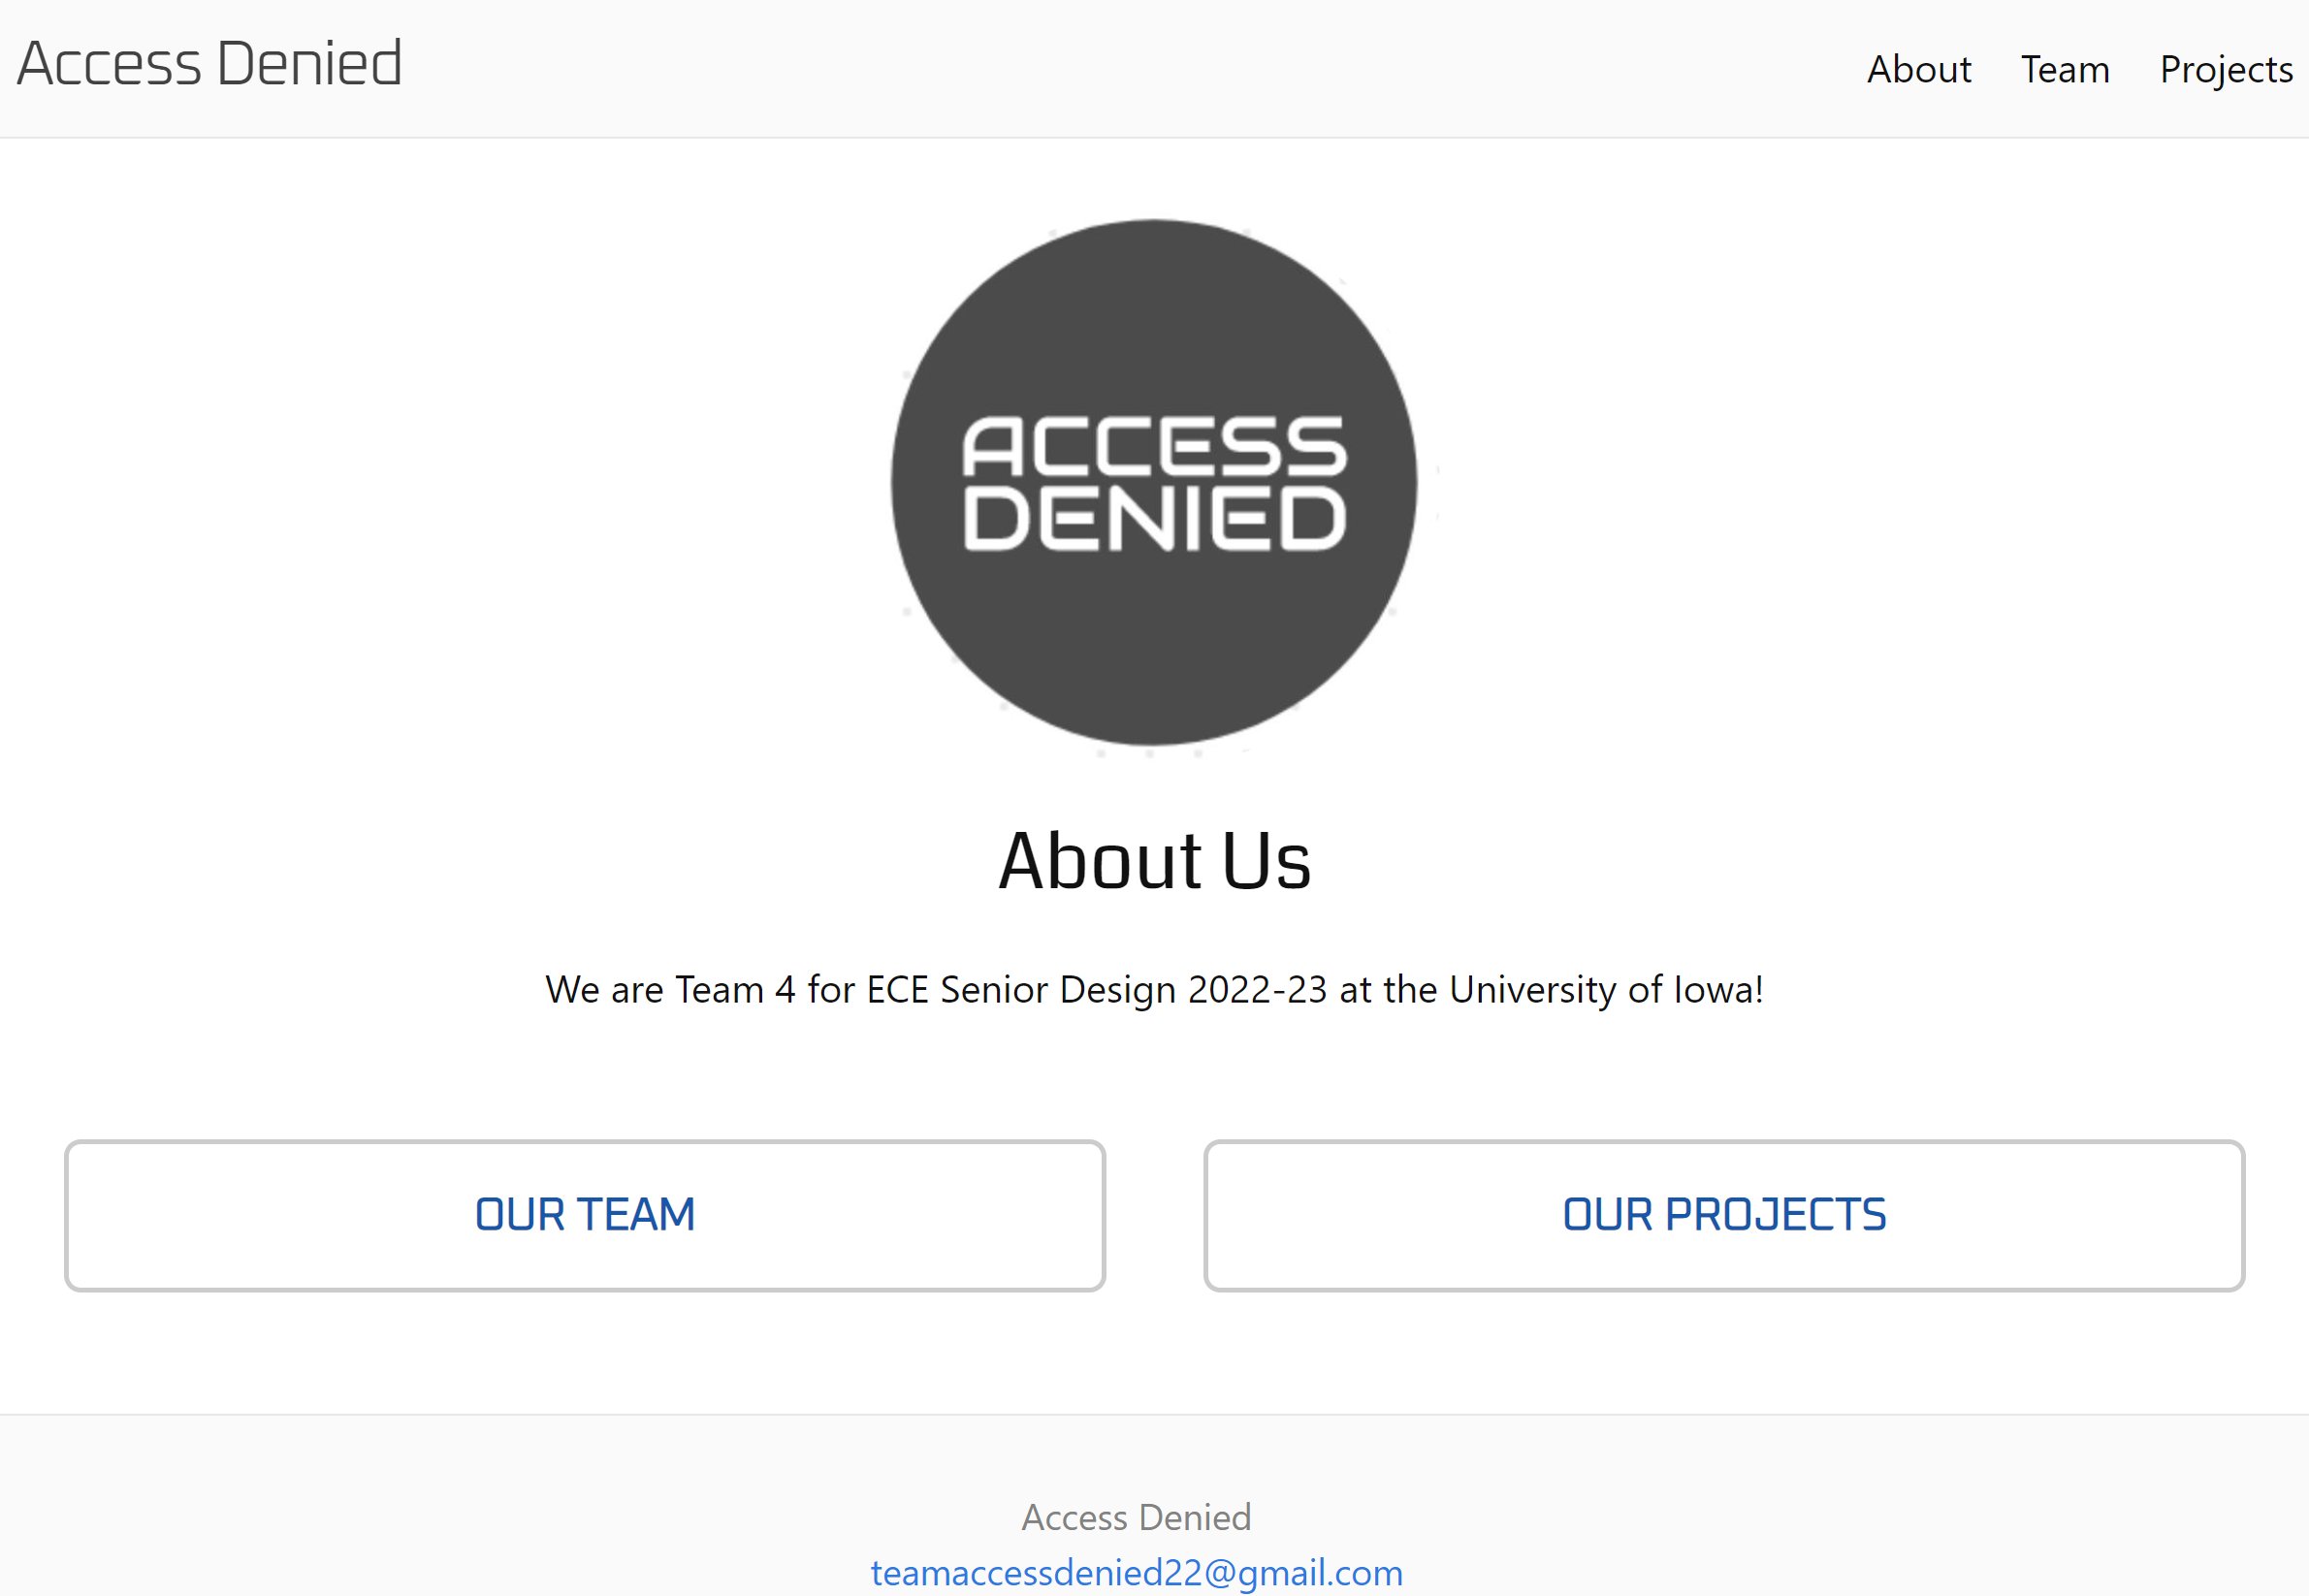 Access Denied
About Team Projects
ACCESS
DENIED
About Us
We are Team 4 for ECE Senior Design 2022-23 at the University of Iowa!
OUR TEAM
OUR PROJECTS
Access Denied
teamaccessdenied22@gmail.com